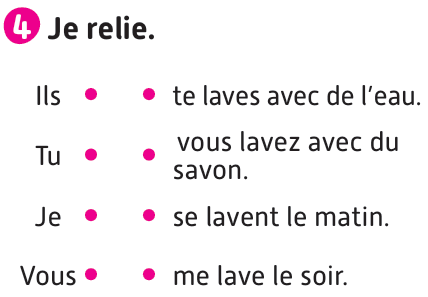 4 Je relie.
Ils te laves avec de l'eau.
Tu vous lavez avec du
savon.
Je se lavent le matin.
Vous me lave le soir.